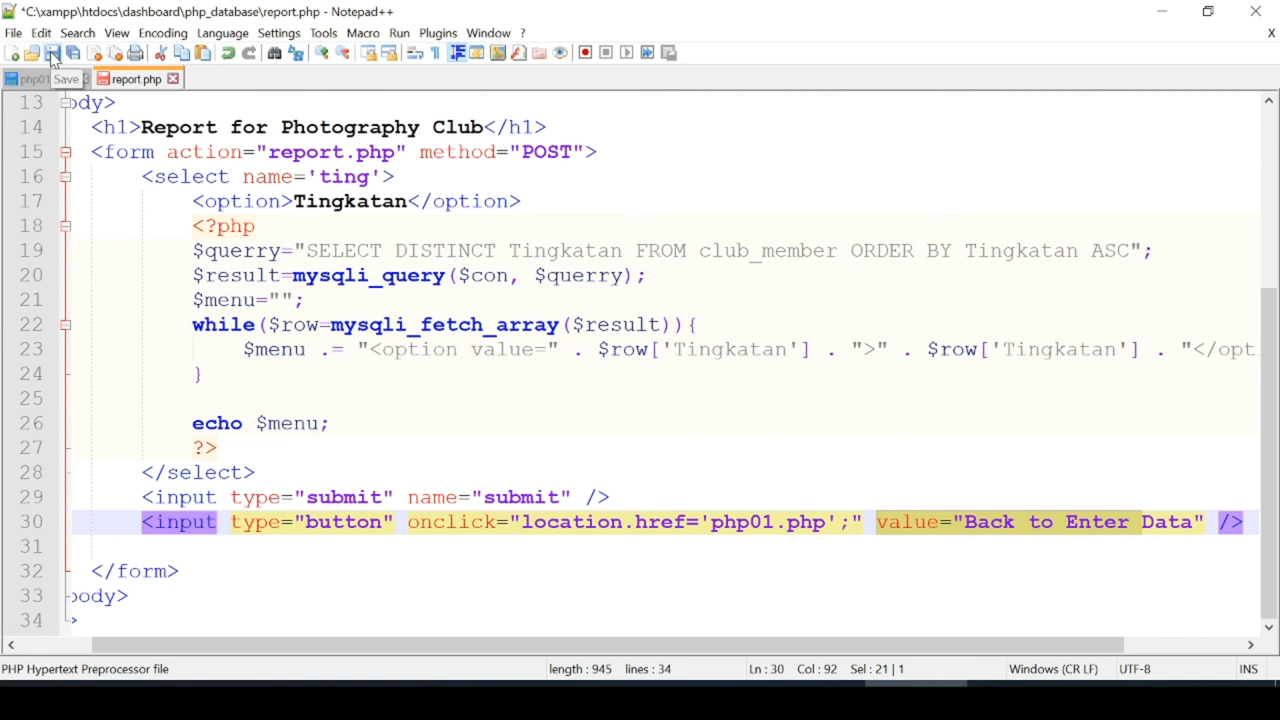 *C:\xampp\htdocs\dashboard\php_database\report.php - Notepad++
File Edit Search View Encoding Language Settings Tools Macro Run Plugins Window ? X
php01 Save report.php
13 ody>
14 <h1>Report for Photography Club</h1>
15 <form action="report.php" method="POST">
16 <select name='ting'>
17 <option>Tingkatan</option>
18 <?php
19 $querry="SELECT DISTINCT Tingkatan FROM club_member ORDER BY Tingkatan ASC";
20 $result=mysqli_query($con, $querry);
21 $menu="";
22 while($row=mysqli_fetch_array($result)){
23 $menu .= "<option value=" . $row['Tingkatan'] . ">" . $row['Tingkatan'] . "</opt
24 }
25
26 echo $menu;
27 ?>
28 </select>
29 <input type="submit" name="submit" />
30 <input type="button" onclick="location.href='php01.php';" value="Back to Enter Data" />
31
32 </form>
33 body>
34 >
PHP Hypertext Preprocessor file length : 945 lines : 34 Ln : 30 Col : 92 Sel : 21 | 1 Windows (CR LF) UTF-8 INS